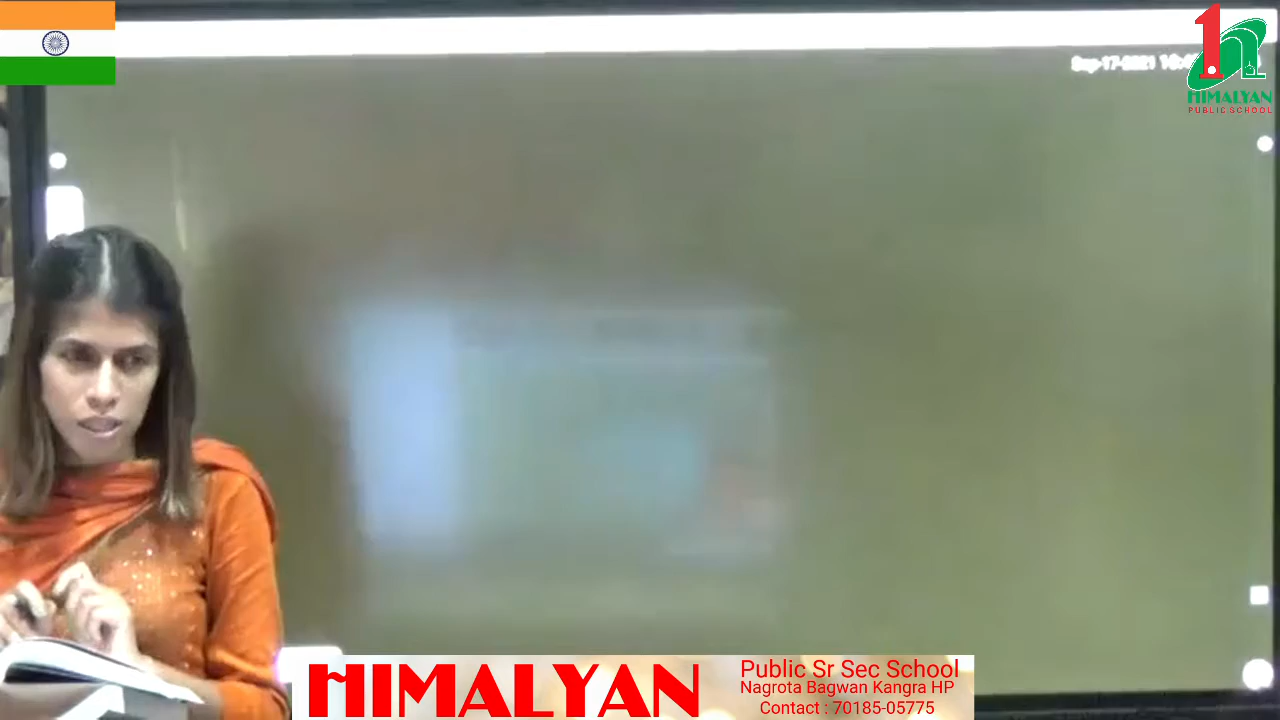 HIMALYAN
PUBLIC SCHOOL
HIMALYAN
Public Sr Sec School
Nagrota Bagwan Kangra HP
Contact : 70185-05775